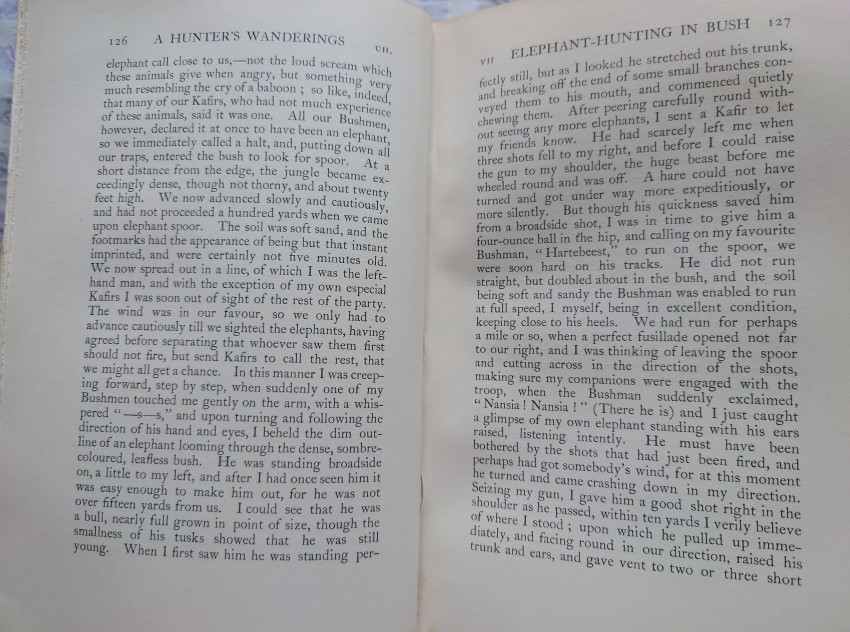 126 A HUNTER'S WANDERINGS CH.
elephant call close to us,—not the loud scream which
these animals give when angry, but something very
much resembling the cry of a baboon ; so like, indeed,
that many of our Kafirs, who had not much experience
of these animals, said it was one. All our Bushmen,
however, declared it at once to have been an elephant,
so we immediately called a halt, and, putting down all
our traps, entered the bush to look for spoor. At a
short distance from the edge, the jungle became ex-
ceedingly dense, though not thorny, and about twenty
feet high. We now advanced slowly and cautiously,
and had not proceeded a hundred yards when we came
upon elephant spoor. The soil was soft sand, and the
footmarks had the appearance of being but that instant
imprinted, and were certainly not five minutes old.
We now spread out in a line, of which I was the left-
hand man, and with the exception of my own especial
Kafirs I was soon out of sight of the rest of the party.
The wind was in our favour, so we only had to
advance cautiously till we sighted the elephants, having
agreed before separating that whoever saw them first
should not fire, but send Kafirs to call the rest, that
we might all get a chance. In this manner I was creep-
ing forward, step by step, when suddenly one of my
Bushmen touched me gently on the arm, with a whis-
pered “ —s—s,” and upon turning and following the
direction of his hand and eyes, I beheld the dim out-
line of an elephant looming through the dense, sombre-
coloured, leafless bush. He was standing broadside
on, a little to my left, and after I had once seen him it
was easy enough to make him out, for he was not
over fifteen yards from us. I could see that he was
a bull, nearly full grown in point of size, though the
smallness of his tusks showed that he was still
young. When I first saw him he was standing per-
VII ELEPHANT-HUNTING IN BUSH 127
fectly still, but as I looked he stretched out his trunk,
and breaking off the end of some small branches con-
veyed them to his mouth, and commenced quietly
chewing them. After peering carefully round with-
out seeing any more elephants, I sent a Kafir to let
my friends know. He had scarcely left me when
three shots fell to my right, and before I could raise
the gun to my shoulder, the huge beast before me
wheeled round and was off. A hare could not have
turned and got under way more expeditiously, or
more silently. But though his quickness saved him
from a broadside shot, I was in time to give him a
four-ounce ball in the hip, and calling on my favourite
Bushman, “ Hartebeest,” to run on the spoor, we
were soon hard on his tracks. He did not run
straight, but doubled about in the bush, and the soil
being soft and sandy the Bushman was enabled to run
at full speed, I myself, being in excellent condition,
keeping close to his heels. We had run for perhaps
a mile or so, when a perfect fusillade opened not far
to our right, and I was thinking of leaving the spoor
and cutting across in the direction of the shots,
making sure my companions were engaged with the
troop, when the Bushman suddenly exclaimed,
“ Nansia ! Nansia ! ” (There he is) and I just caught
a glimpse of my own elephant standing with his ears
raised, listening intently. He must have been
bothered by the shots that had just been fired, and
perhaps had got somebody's wind, for at this moment
he turned and came crashing down in my direction.
Seizing my gun, I gave him a good shot right in the
shoulder as he passed, within ten yards I verily believe
of where I stood ; upon which he pulled up imme-
diately, and facing round in our direction, raised his
trunk and ears, and gave vent to two or three short